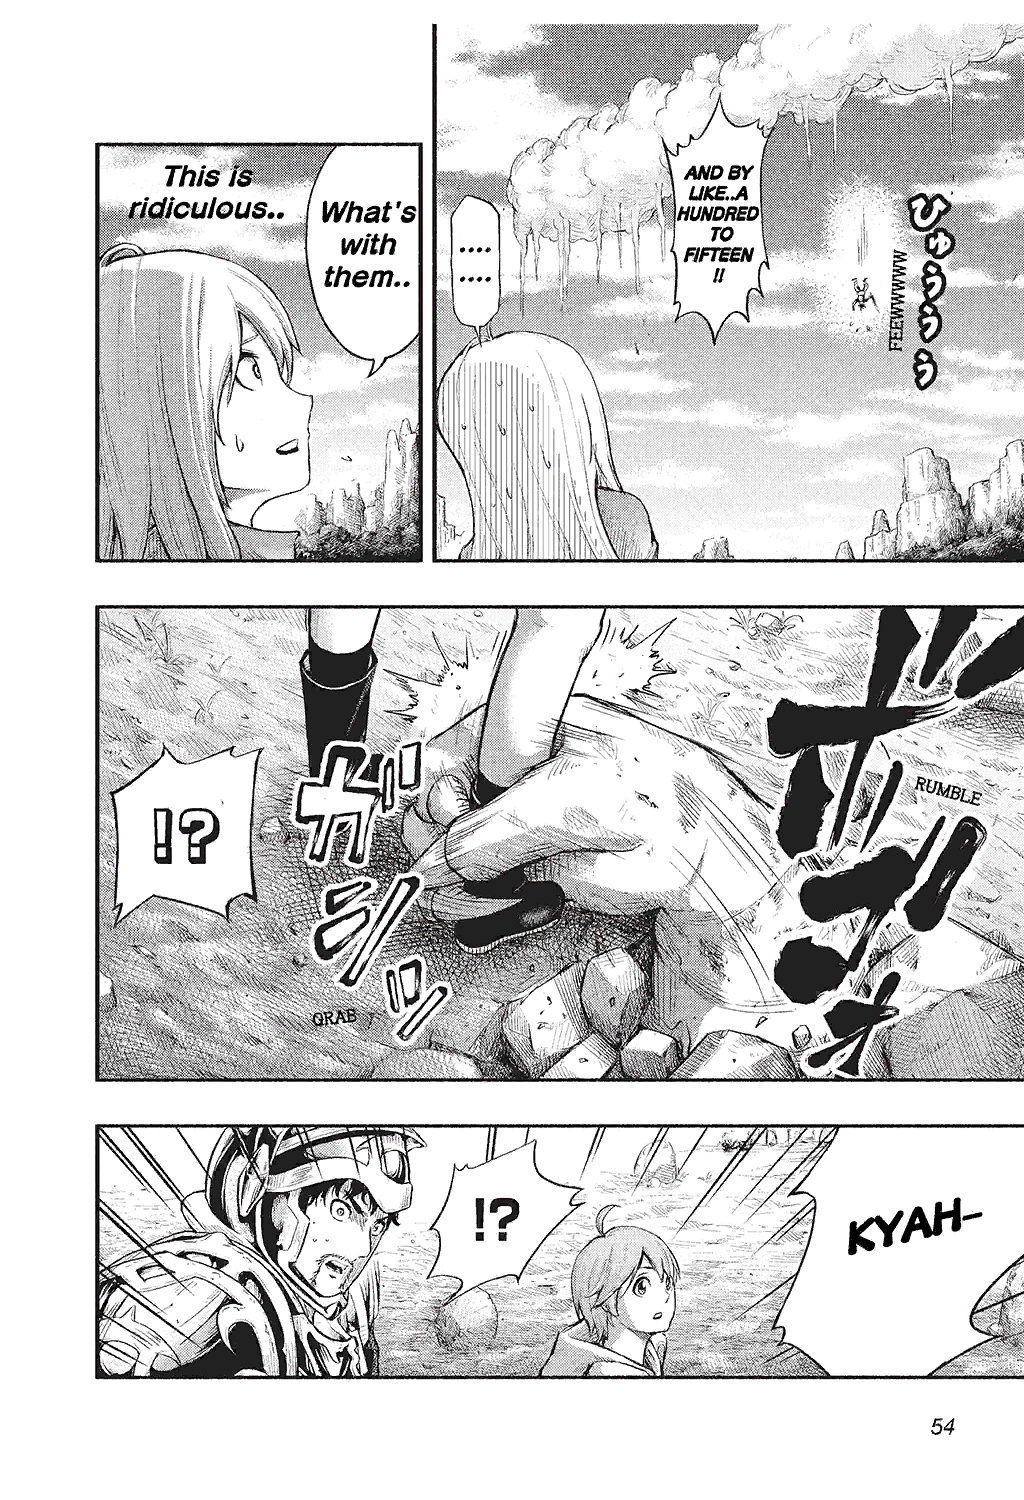 ひゅううう
FEEWWWWW
AND BY
LIKE..A
HUNDRED
TO
FIFTEEN
!!
....
....
What's
with
them..
This is
ridiculous..
RUMBLE
ガシッ
GRAB
!?
KYAH-
!?
54